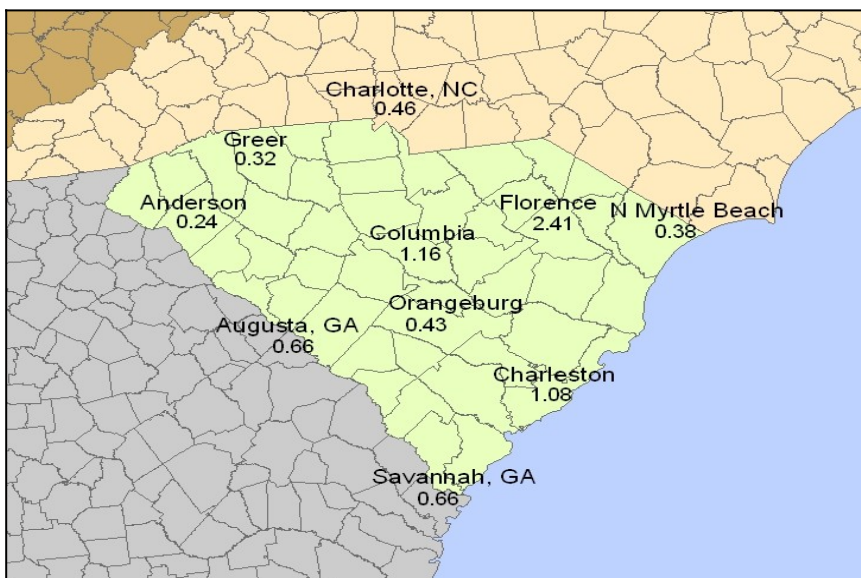 Charlotte, NC
0.46
Greer
0.32
Anderson
0.24
Florence
2.41
N Myrtle Beach
0.38
Columbia
1.16
Orangeburg
0.43
Augusta, GA
0.66
Charleston
1.08
Savannah, GA
0.66